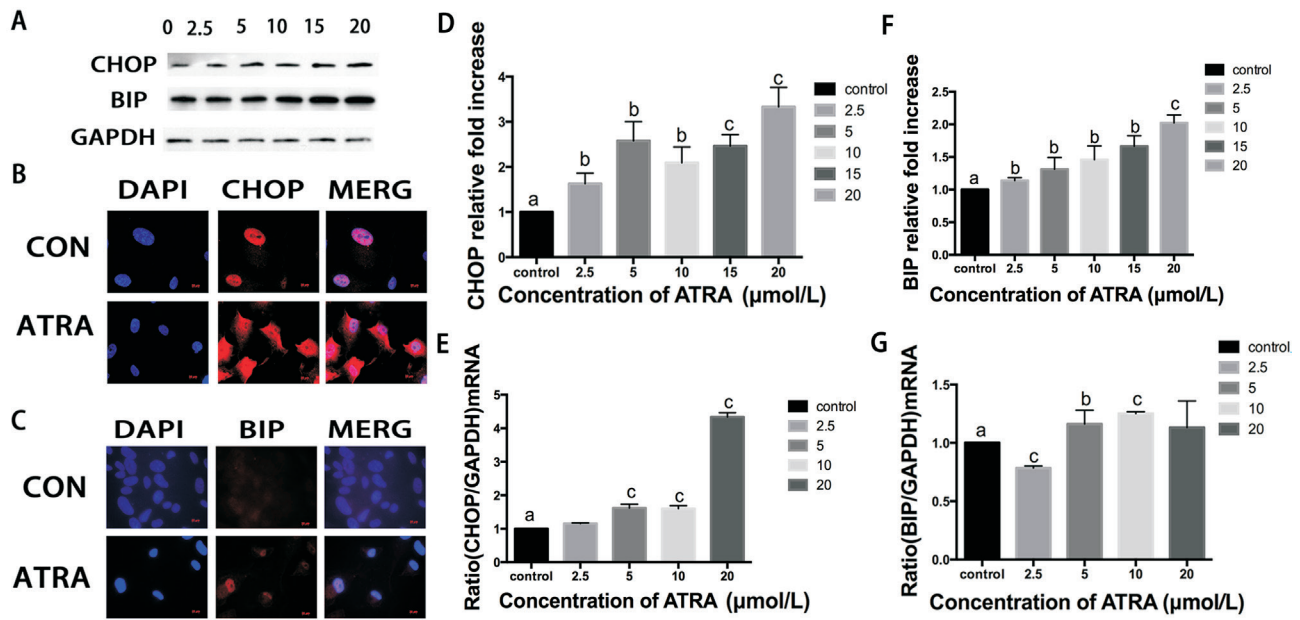 A
0 2.5 5 10 15 20
CHOP
BIP
GAPDH
B
DAPI CHOP MERG
CON
ATRA
C
DAPI BIP MERG
CON
ATRA
D
CHOP relative fold increase
4
3
2
1
0
a
b
b
b
c
c
control 2.5 5 10 15 20
Concentration of ATRA (μmol/L)
control
2.5
5
10
15
20
E
Ratio(CHOP/GAPDH)mRNA
5
4
3
2
1
0
a
c
c
c
control 2.5 5 10 20
Concentration of ATRA (μmol/L)
control
2.5
5
10
20
F
BIP relative fold increase
2.5
2.0
1.5
1.0
0.5
0.0
a
b
b
b
b
c
control 2.5 5 10 15 20
Concentration of ATRA (μmol/L)
control
2.5
5
10
15
20
G
Ratio(BIP/GAPDH)mRNA
1.5
1.0
0.5
0.0
a
c
b
c
control 2.5 5 10 20
Concentration of ATRA (μmol/L)
control
2.5
5
10
20